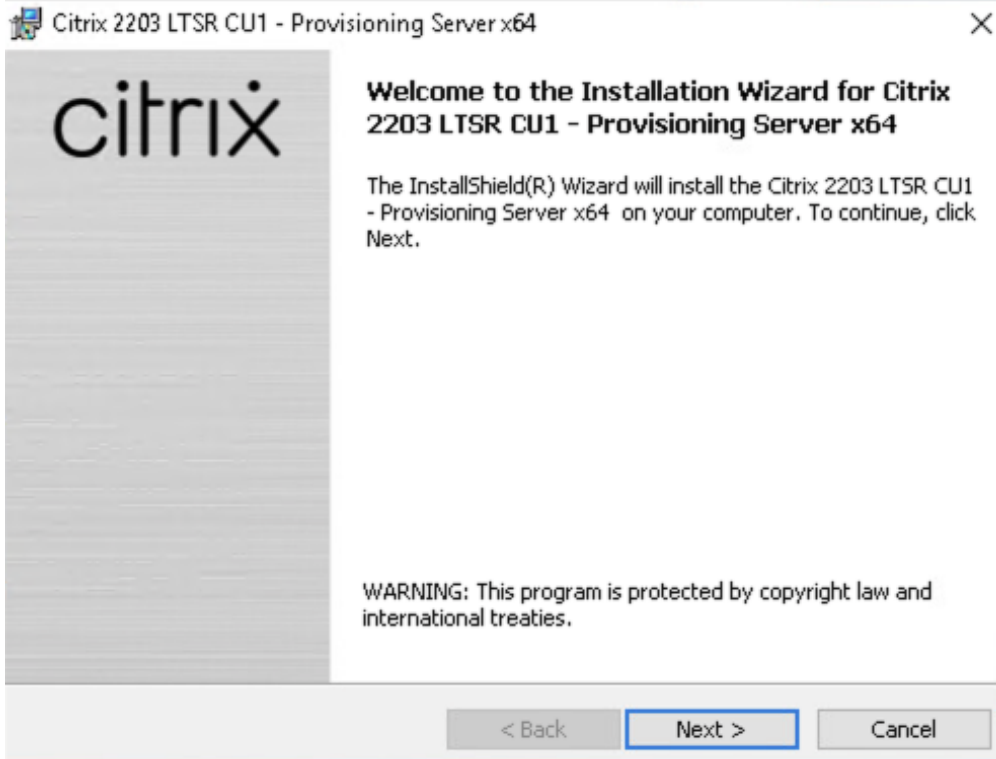 Citrix 2203 LTSR CU1 - Provisioning Server x64
citrix
Welcome to the Installation Wizard for Citrix
2203 LTSR CU1 - Provisioning Server x64
The InstallShield(R) Wizard will install the Citrix 2203 LTSR CU1
- Provisioning Server x64  on your computer. To continue, click
Next.
WARNING: This program is protected by copyright law and
international treaties.
< Back
Next >
Cancel